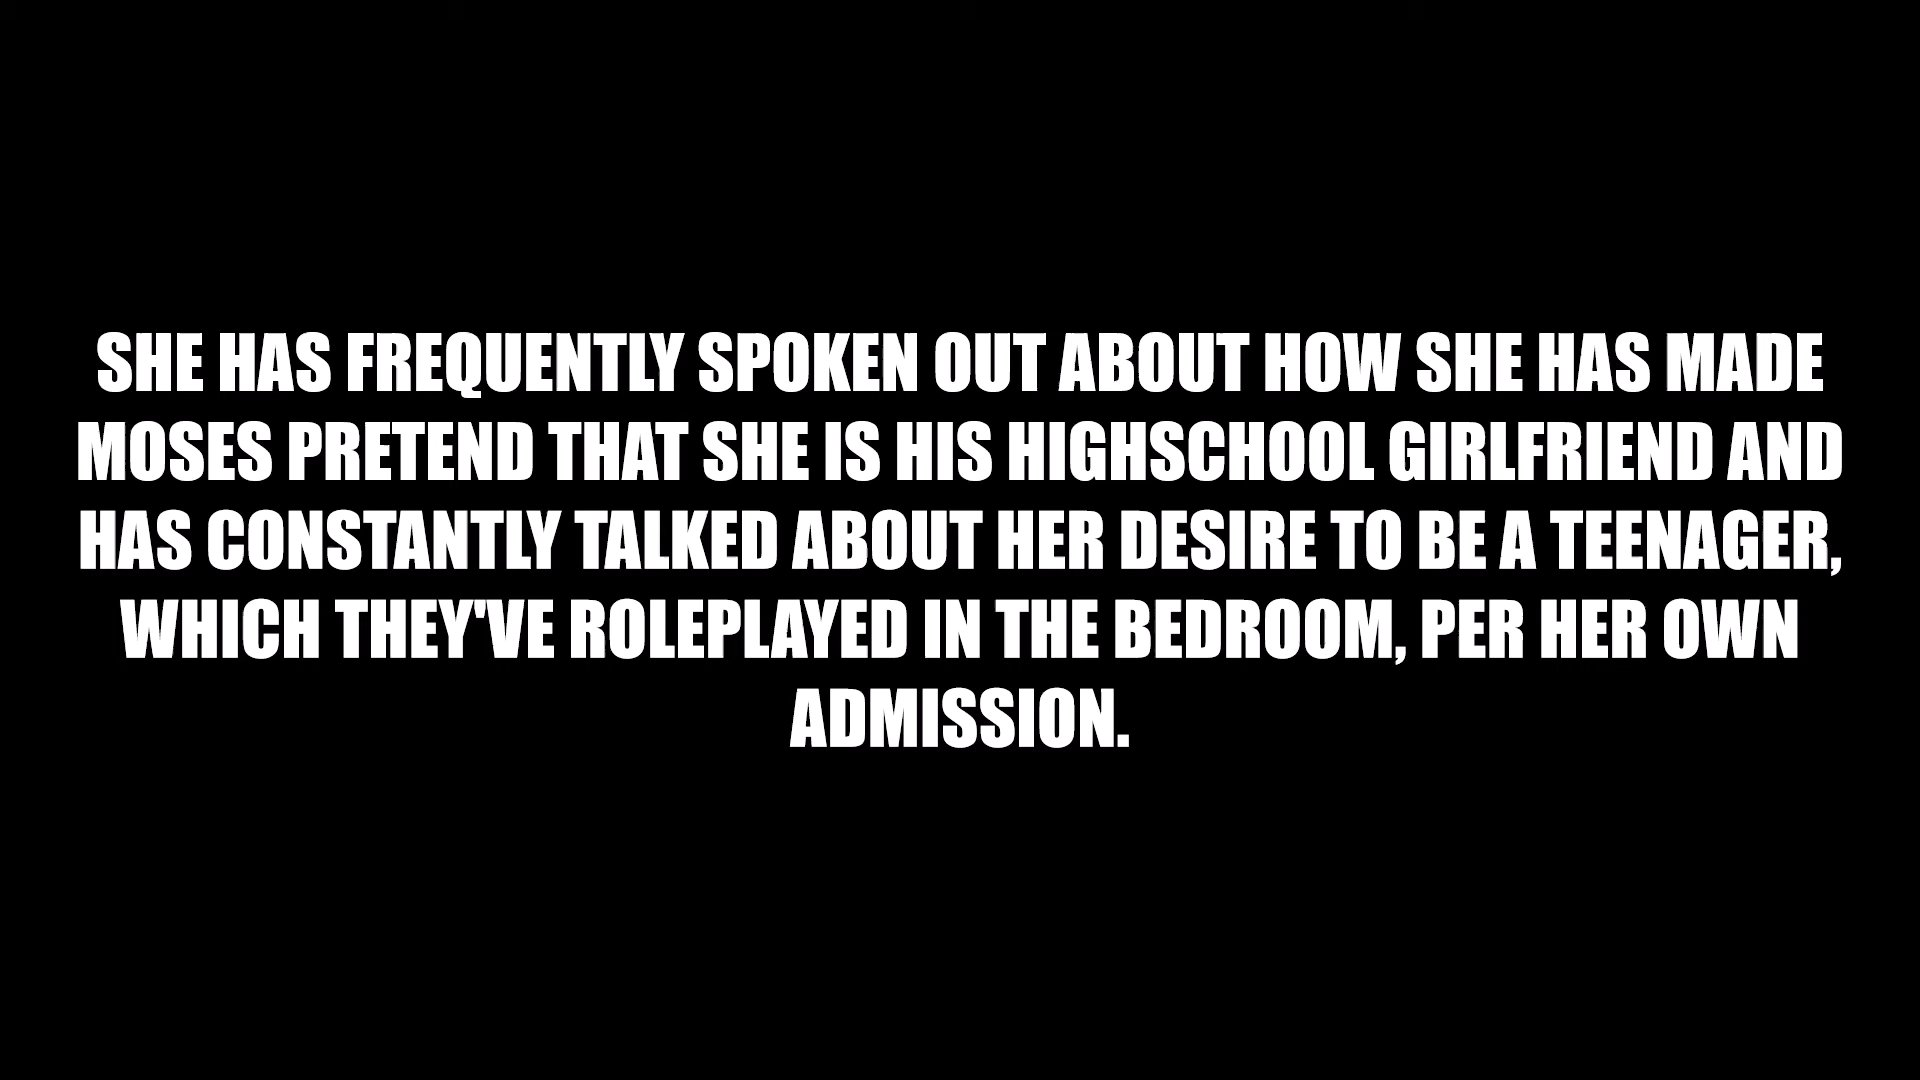 SHE HAS FREQUENTLY SPOKEN OUT ABOUT HOW SHE HAS MADE
MOSES PRETEND THAT SHE IS HIS HIGHSCHOOL GIRLFRIEND AND
HAS CONSTANTLY TALKED ABOUT HER DESIRE TO BE A TEENAGER,
WHICH THEY'VE ROLEPLAYED IN THE BEDROOM, PER HER OWN
ADMISSION.